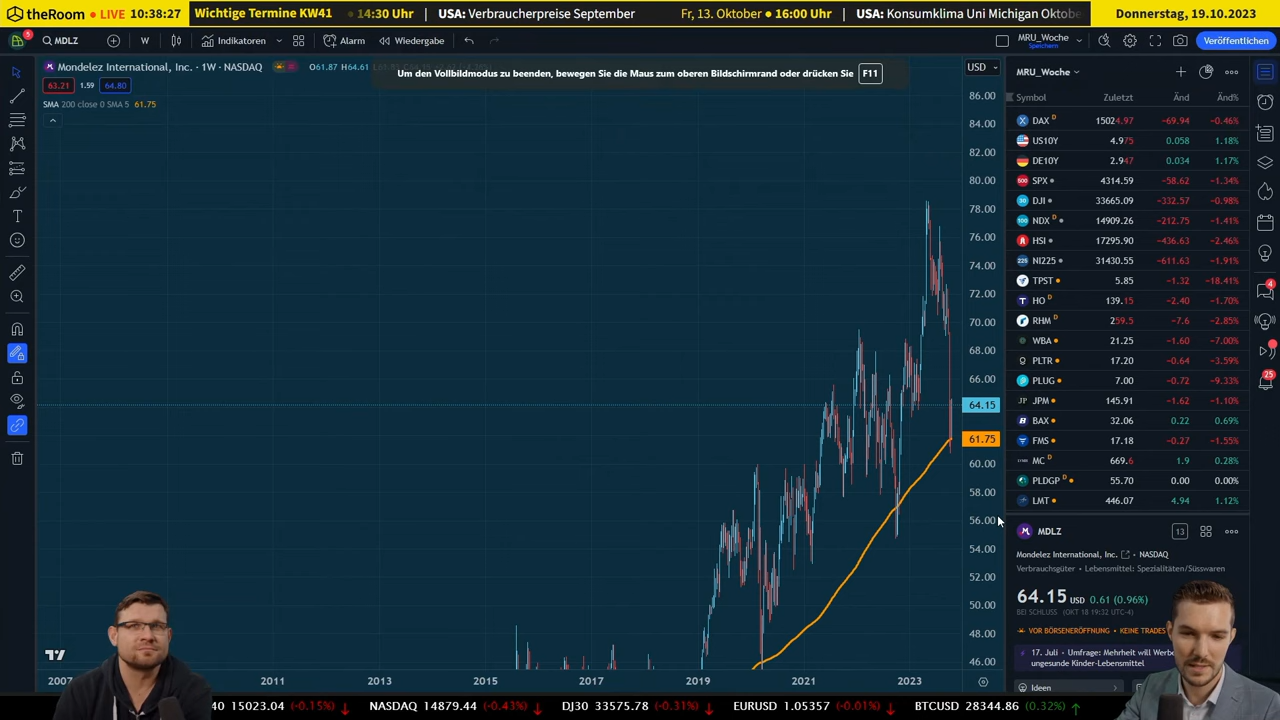 theRoom • LIVE 10:38:27
Wichtige Termine KW41
14:30 Uhr
USA: Verbraucherpreise September
Fr, 13. Oktober
16:00 Uhr
USA: Konsumklima Uni Michigan Oktobe
Donnerstag, 19.10.2023
5
MDLZ
W
Indikatoren
Alarm
Wiedergabe
MRU_Woche
Speichern
Veröffentlichen
Mondelez International, Inc. · 1W · NASDAQ
O61.87 H64.61
63.21 1.59 64.80
SMA 200 close 0 SMA 5 61.75
Um den Vollbildmodus zu beenden, bewegen Sie die Maus zum oberen Bildschirmrand oder drücken Sie F11
USD
86.00
84.00
82.00
80.00
78.00
76.00
74.00
72.00
70.00
68.00
66.00
64.15
61.75
60.00
58.00
56.00
54.00
52.00
50.00
48.00
46.00
2007 2011 2013 2015 2017 2019 2021 2023
MRU_Woche
Symbol Zuletzt Änd Änd%
DAX D 15024.97 −69.94 −0.46%
US10Y 4.975 0.058 1.18%
DE10Y 2.947 0.034 1.17%
SPX 4314.59 −58.62 −1.34%
DJI 33665.09 −332.57 −0.98%
NDX D 14909.26 −212.75 −1.41%
HSI 17295.90 −436.63 −2.46%
NI225 31430.55 −611.63 −1.91%
TPST 5.85 −1.32 −18.41%
HO D 139.15 −2.40 −1.70%
RHM D 259.5 −7.6 −2.85%
WBA 21.25 −1.60 −7.00%
PLTR 17.20 −0.64 −3.59%
PLUG 7.00 −0.72 −9.33%
JPM 145.91 −1.62 −1.10%
BAX 32.06 0.22 0.69%
FMS 17.18 −0.27 −1.55%
MC D 669.6 1.9 0.28%
PLDGP D 55.70 0.00 0.00%
LMT 446.07 4.94 1.12%
4
25
MDLZ
13
Mondelez International, Inc. • NASDAQ
Verbrauchsgüter • Lebensmittel: Spezialitäten/Süsswaren
64.15 USD 0.61 (0.96%)
BEI SCHLUSS (OKT 18 19:32 UTC-4)
VOR BÖRSENERÖFFNUNG • KEINE TRADES
17. Juli • Umfrage: Mehrheit will Werbe
ungesunde Kinder-Lebensmittel
Ideen
40 15023.04 (-0.15%) NASDAQ 14879.44 (-0.43%) DJ30 33575.78 (-0.31%) EURUSD 1.05357 (-0.01%) BTCUSD 28344.86 (0.32%)